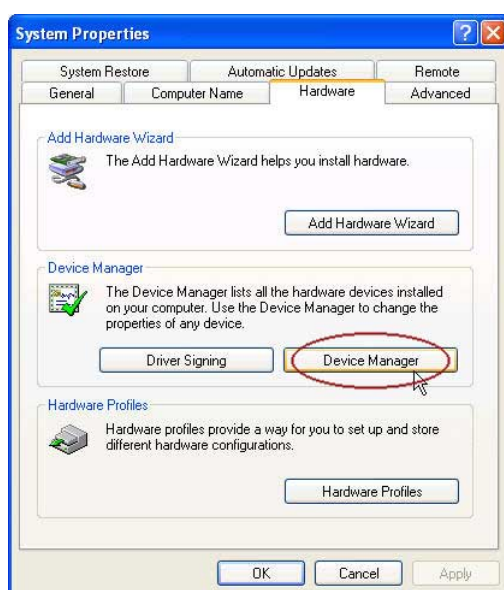 System Properties
System Restore Automatic Updates Remote
General Computer Name Hardware Advanced
Add Hardware Wizard
The Add Hardware Wizard helps you install hardware.
Add Hardware Wizard
Device Manager
The Device Manager lists all the hardware devices installed
on your computer. Use the Device Manager to change the
properties of any device.
Driver Signing Device Manager
Hardware Profiles
Hardware profiles provide a way for you to set up and store
different hardware configurations.
Hardware Profiles
OK Cancel Apply